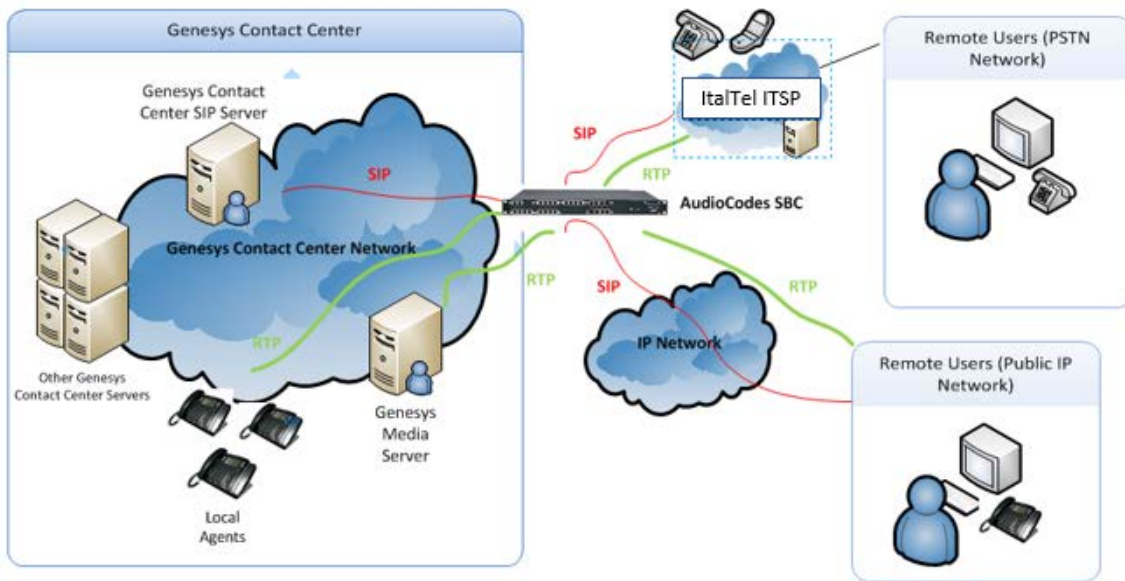 Genesys Contact Center
Genesys Contact
Center SIP Server
SIP
Genesys Contact Center Network
RTP
Other Genesys
Contact Center Servers
Genesys
Media
Server
Local
Agents
ItalTel ITSP
SIP
RTP
AudioCodes SBC
RTP
SIP
RTP
IP Network
Remote Users (PSTN
Network)
Remote Users (Public IP
Network)